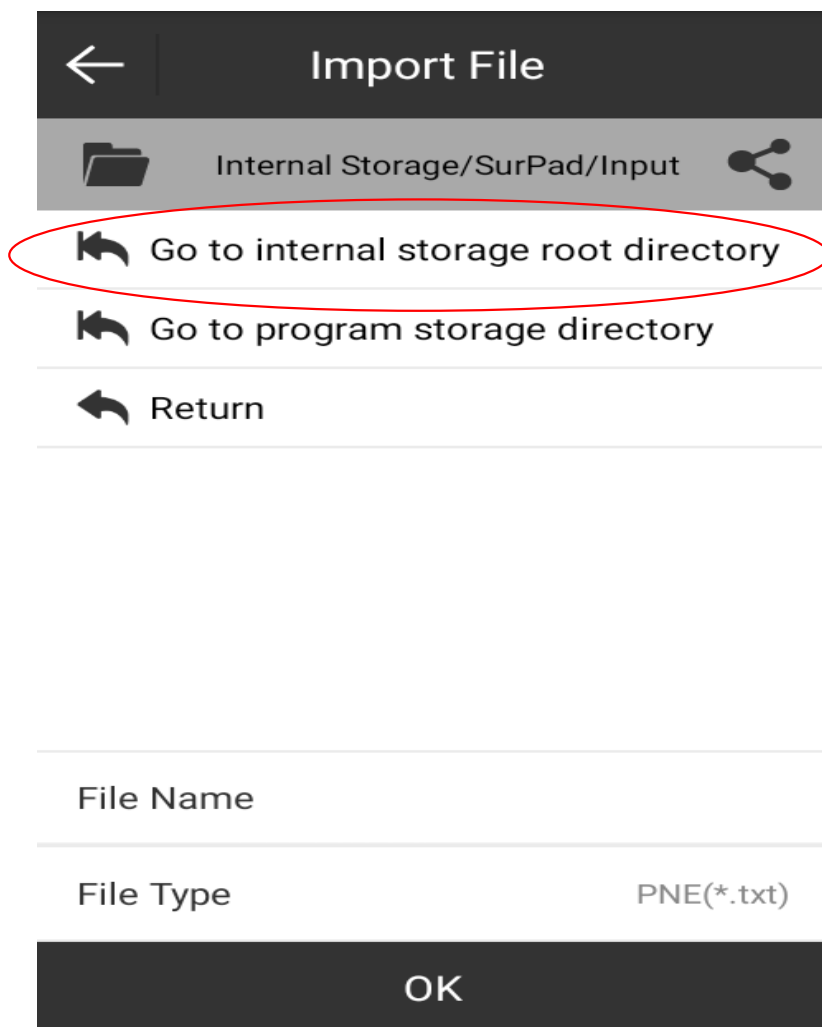 Import File
Internal Storage/SurPad/Input
Go to internal storage root directory
Go to program storage directory
Return
File Name
File Type PNE(*.txt)
OK